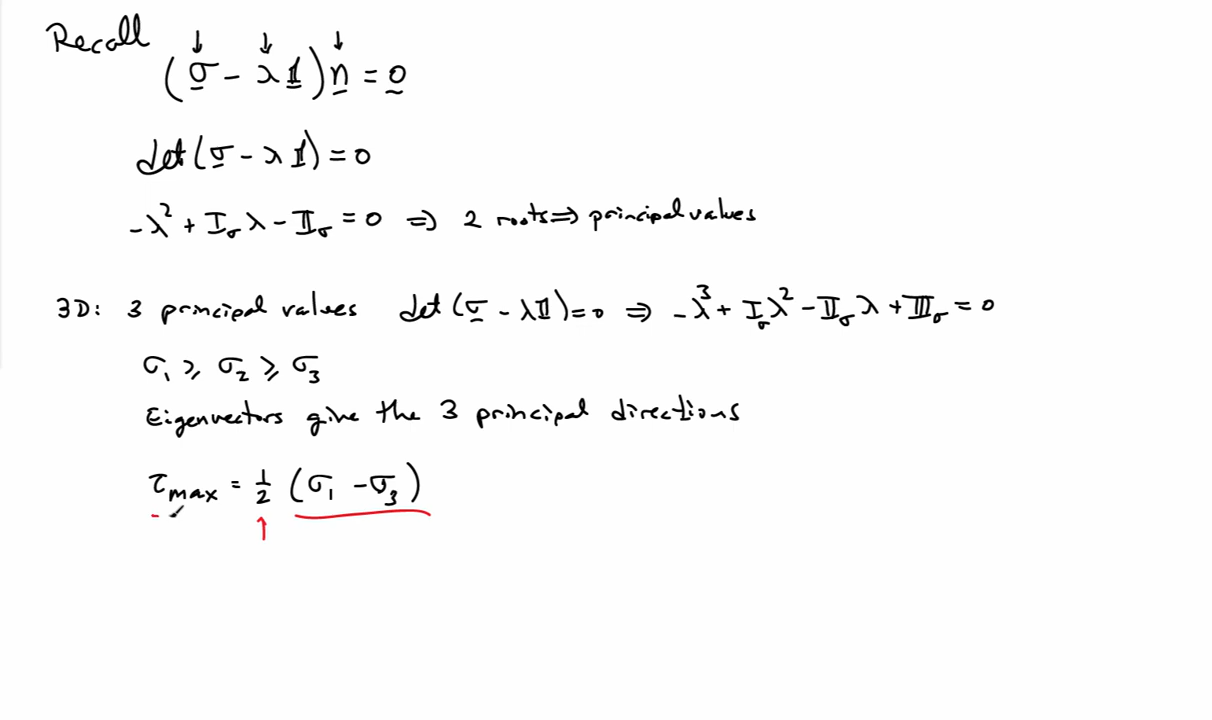 Recall
(σ - λ𝟙)n = 0
det(σ - λ𝟙) = 0
-λ² + I_σ λ - II_σ = 0 ⇒ 2 roots ⇒ principal values
3D: 3 principal values det(σ - λ𝟙) = 0 ⇒ -λ³ + I_σ λ² - II_σ λ + III_σ = 0
σ₁ ≥ σ₂ ≥ σ₃
Eigenvectors give the 3 principal directions
τ_max = 1/2 (σ₁ - σ₃)